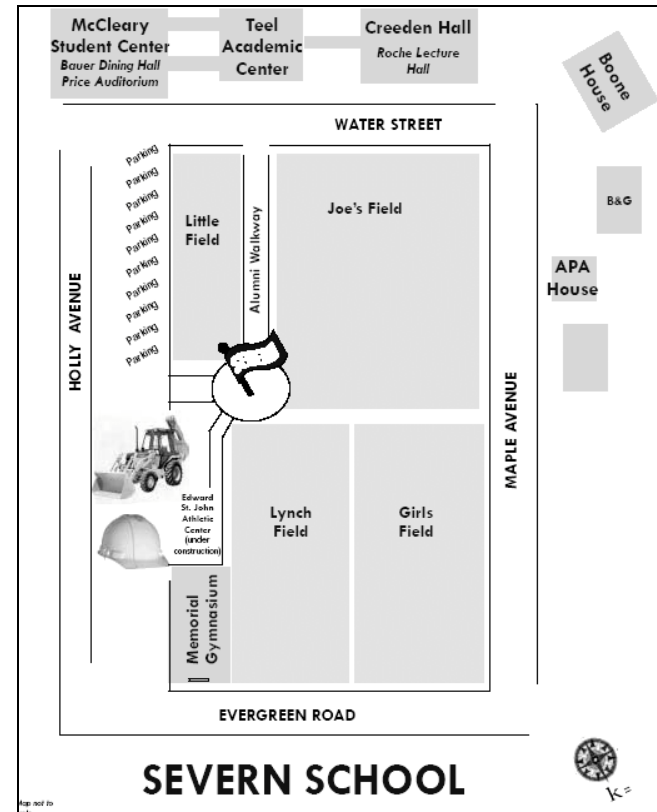 McCleary
Student Center
Bauer Dining Hall
Price Auditorium
Teel
Academic
Center
Creeden Hall
Roche Lecture
Hall
Boone
House
WATER STREET
Parking
Parking
Parking
Parking
Parking
Parking
Parking
Parking
Parking
Parking
Little
Field
Alumni Walkway
Joe's Field
B&G
APA
House
HOLLY AVENUE
MAPLE AVENUE
Edward
St. John
Athletic
Center
(under
construction)
Lynch
Field
Girls
Field
Memorial
Gymnasium
EVERGREEN ROAD
SEVERN SCHOOL
Map not to